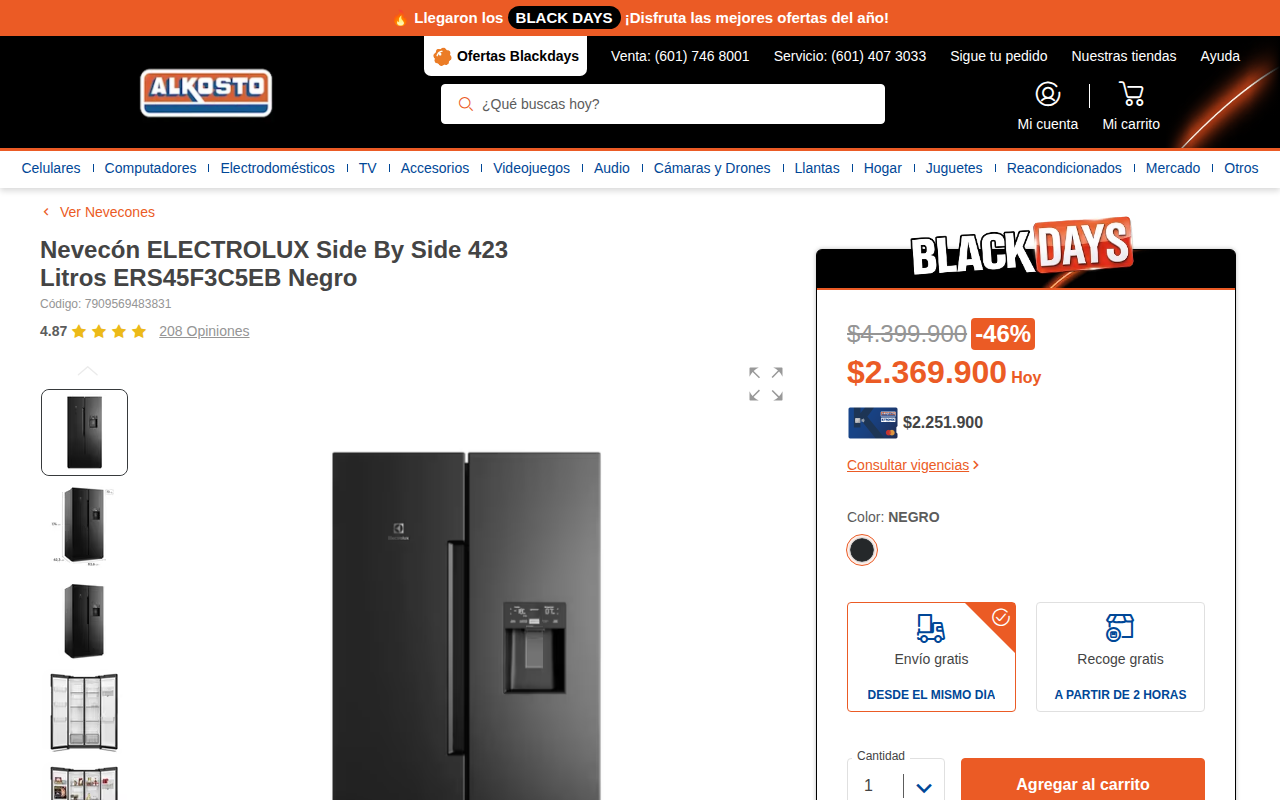 🔥 Llegaron los BLACK DAYS ¡Disfruta las mejores ofertas del año!
Ofertas Blackdays
Venta: (601) 746 8001
Servicio: (601) 407 3033
Sigue tu pedido
Nuestras tiendas
Ayuda
ALKOSTO
¿Qué buscas hoy?
Mi cuenta
Mi carrito
Celulares
Computadores
Electrodomésticos
TV
Accesorios
Videojuegos
Audio
Cámaras y Drones
Llantas
Hogar
Juguetes
Reacondicionados
Mercado
Otros
Ver Nevecones
Nevecón ELECTROLUX Side By Side 423
Litros ERS45F3C5EB Negro
Código: 7909569483831
4.87
208 Opiniones
Electrolux
BLACK DAYS
$4.399.900 -46%
$2.369.900 Hoy
$2.251.900
Consultar vigencias
Color: NEGRO
Envío gratis
DESDE EL MISMO DÍA
Recoge gratis
A PARTIR DE 2 HORAS
Cantidad
1
Agregar al carrito